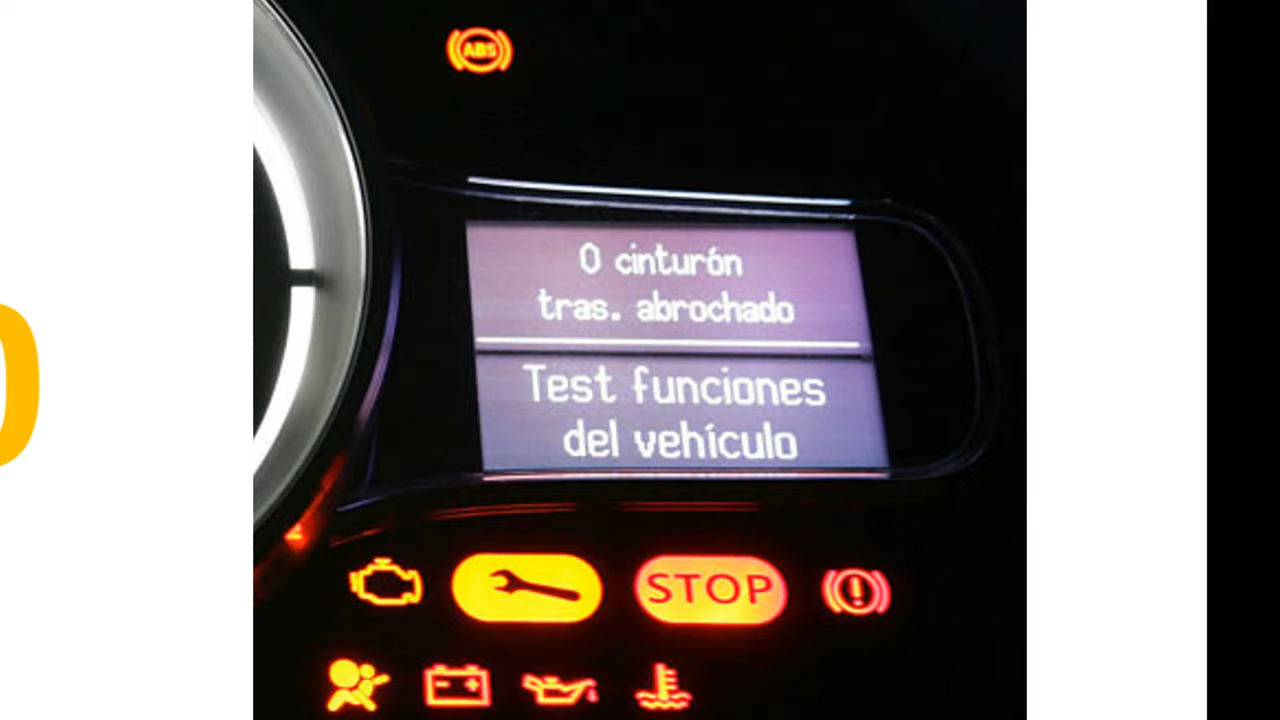 ABS
0 cinturón
tras. abrochado
Test funciones
del vehículo
STOP